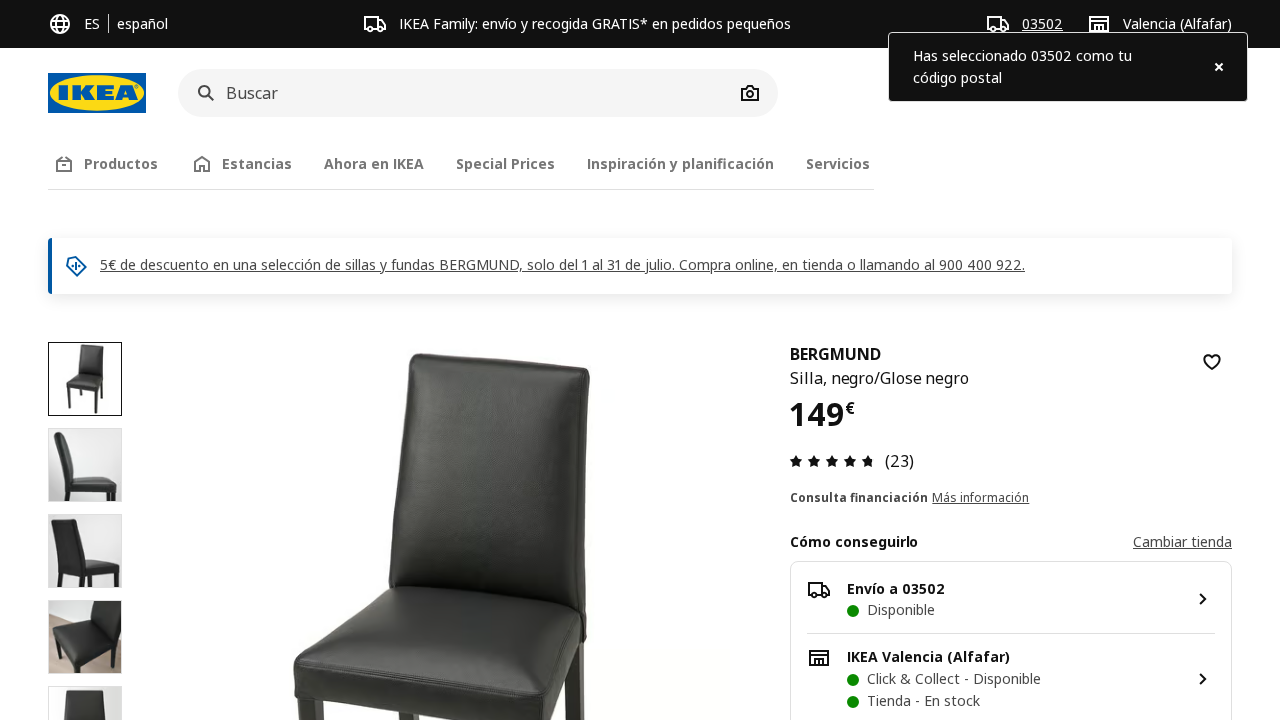 ES español
IKEA Family: envío y recogida GRATIS* en pedidos pequeños
03502
Valencia (Alfafar)
Has seleccionado 03502 como tu
código postal
IKEA
Buscar
Productos
Estancias
Ahora en IKEA
Special Prices
Inspiración y planificación
Servicios
5€ de descuento en una selección de sillas y fundas BERGMUND, solo del 1 al 31 de julio. Compra online, en tienda o llamando al 900 400 922.
BERGMUND
Silla, negro/Glose negro
149€
(23)
Consulta financiación Más información
Cómo conseguirlo
Cambiar tienda
Envío a 03502
Disponible
IKEA Valencia (Alfafar)
Click & Collect - Disponible
Tienda - En stock